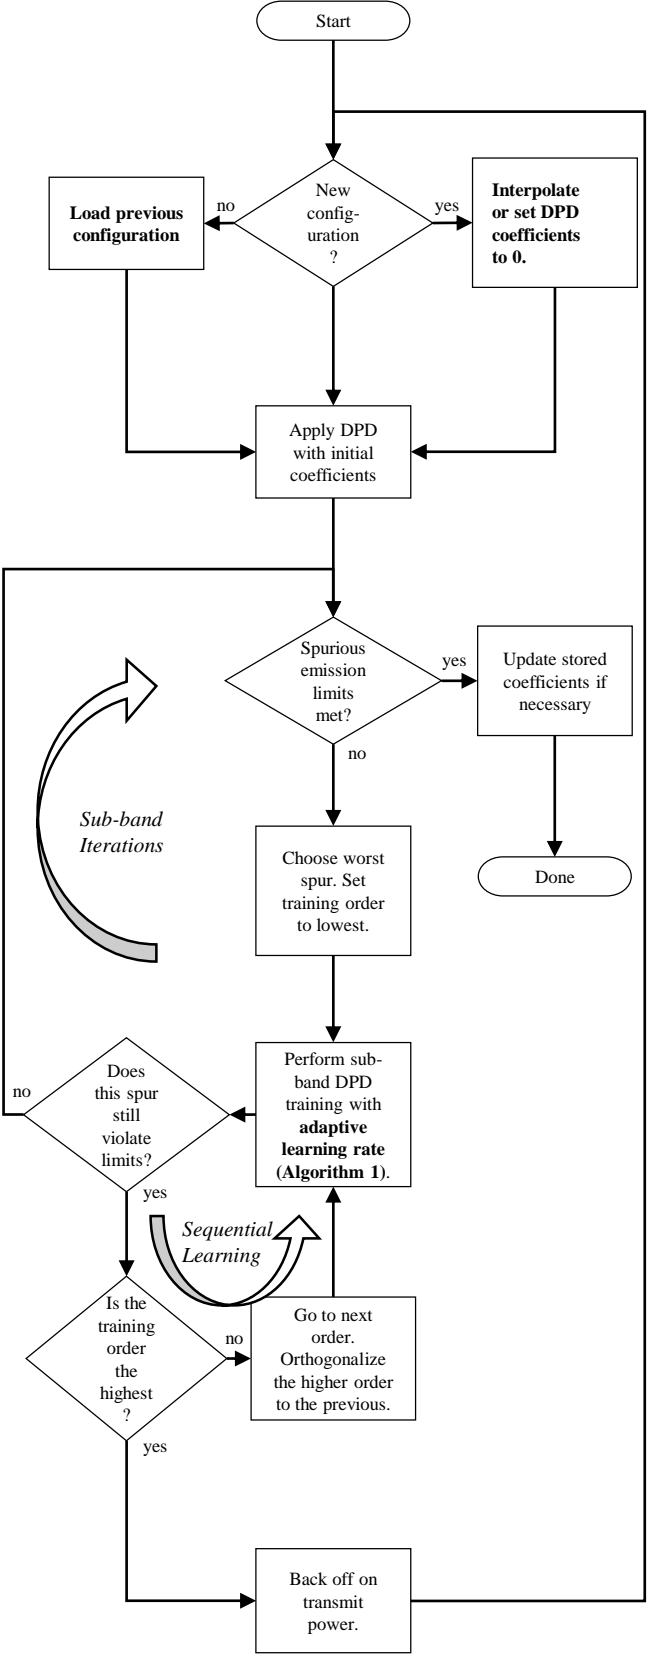 Start
New
config-
uration
?
no
yes
Load previous
configuration
Interpolate
or set DPD
coefficients
to 0.
Apply DPD
with initial
coefficients
Spurious
emission
limits
met?
yes
no
Update stored
coefficients if
necessary
Done
Sub-band
Iterations
Choose worst
spur. Set
training order
to lowest.
Perform sub-
band DPD
training with
adaptive
learning rate
(Algorithm 1).
Does
this spur
still
violate
limits?
no
yes
Sequential
Learning
Is the
training
order
the
highest
?
no
yes
Go to next
order.
Orthogonalize
the higher order
to the previous.
Back off on
transmit
power.